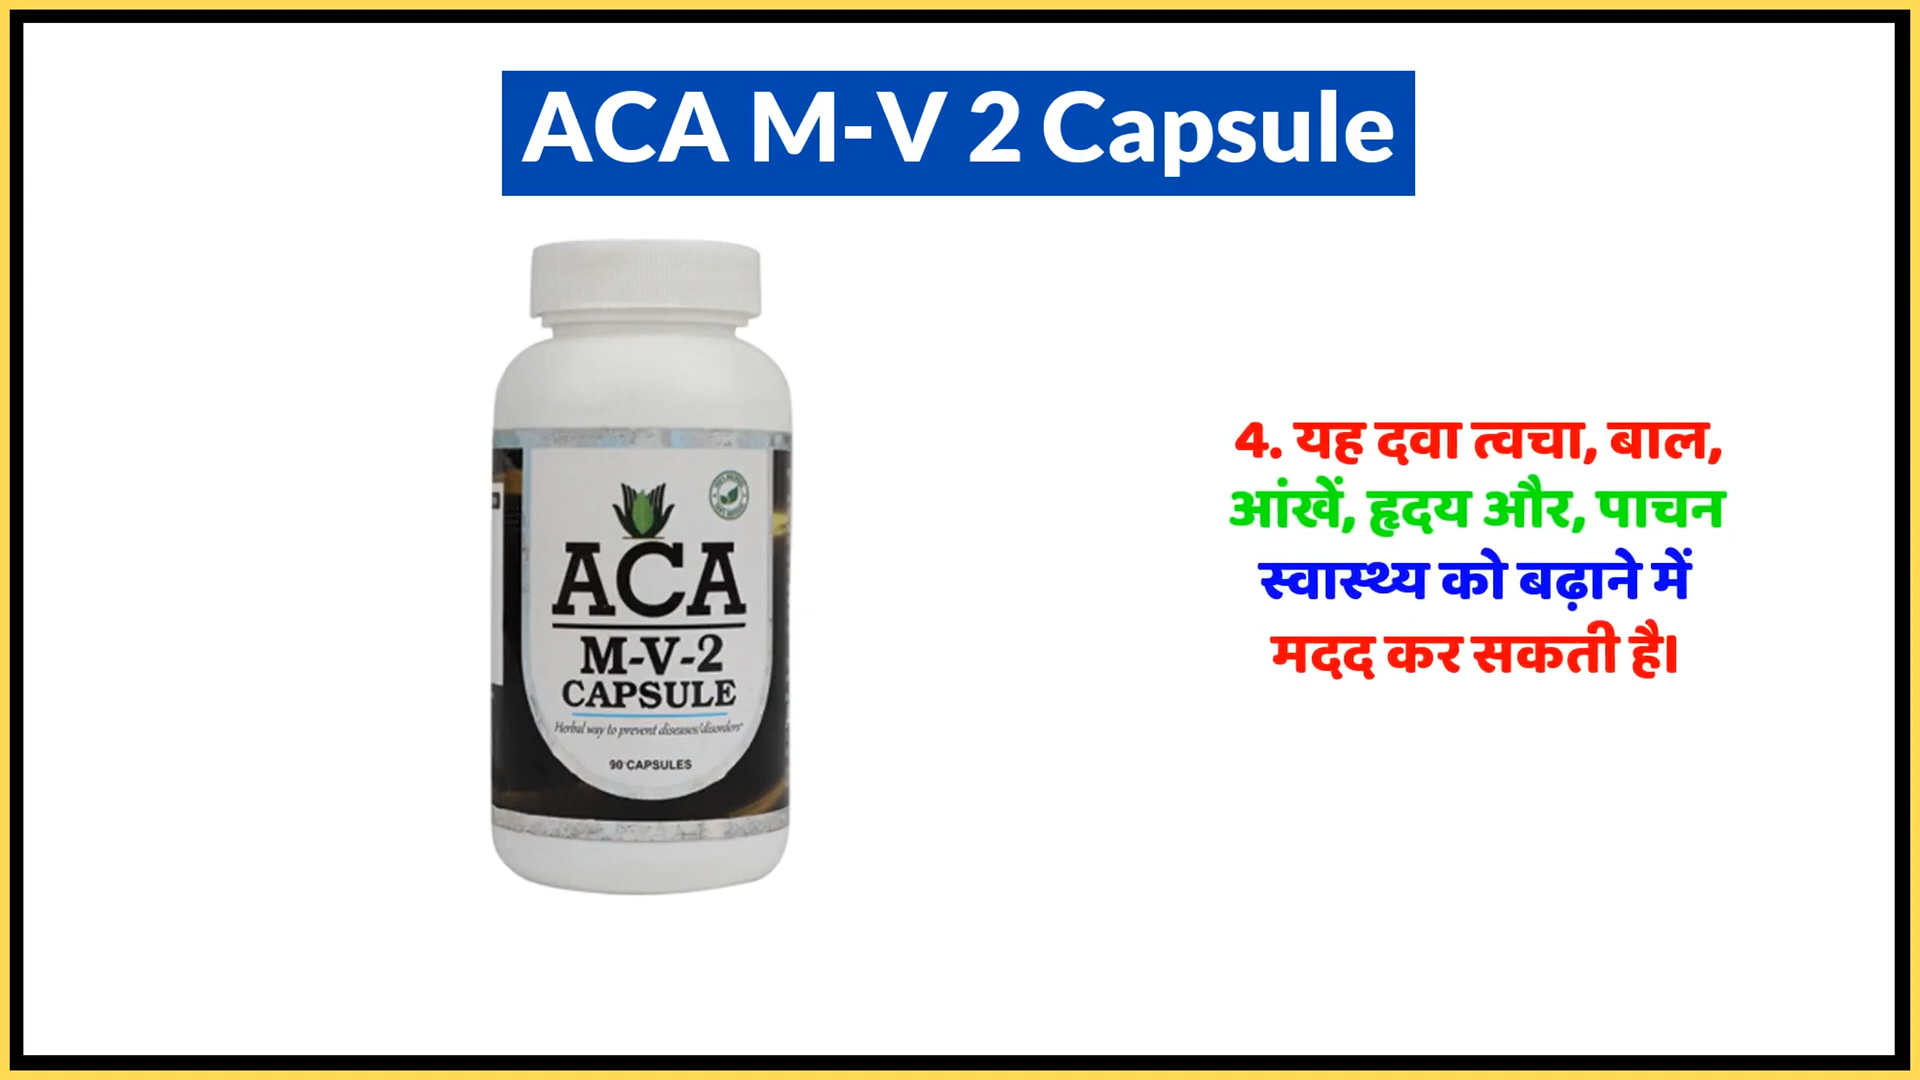 ACA M-V 2 Capsule
ACA
M-V-2
CAPSULE
Herbal way to prevent diseases/disorders*
90 CAPSULES
4. यह दवा त्वचा, बाल,
आंखें, हृदय और, पाचन
स्वास्थ्य को बढ़ाने में
मदद कर सकती है।